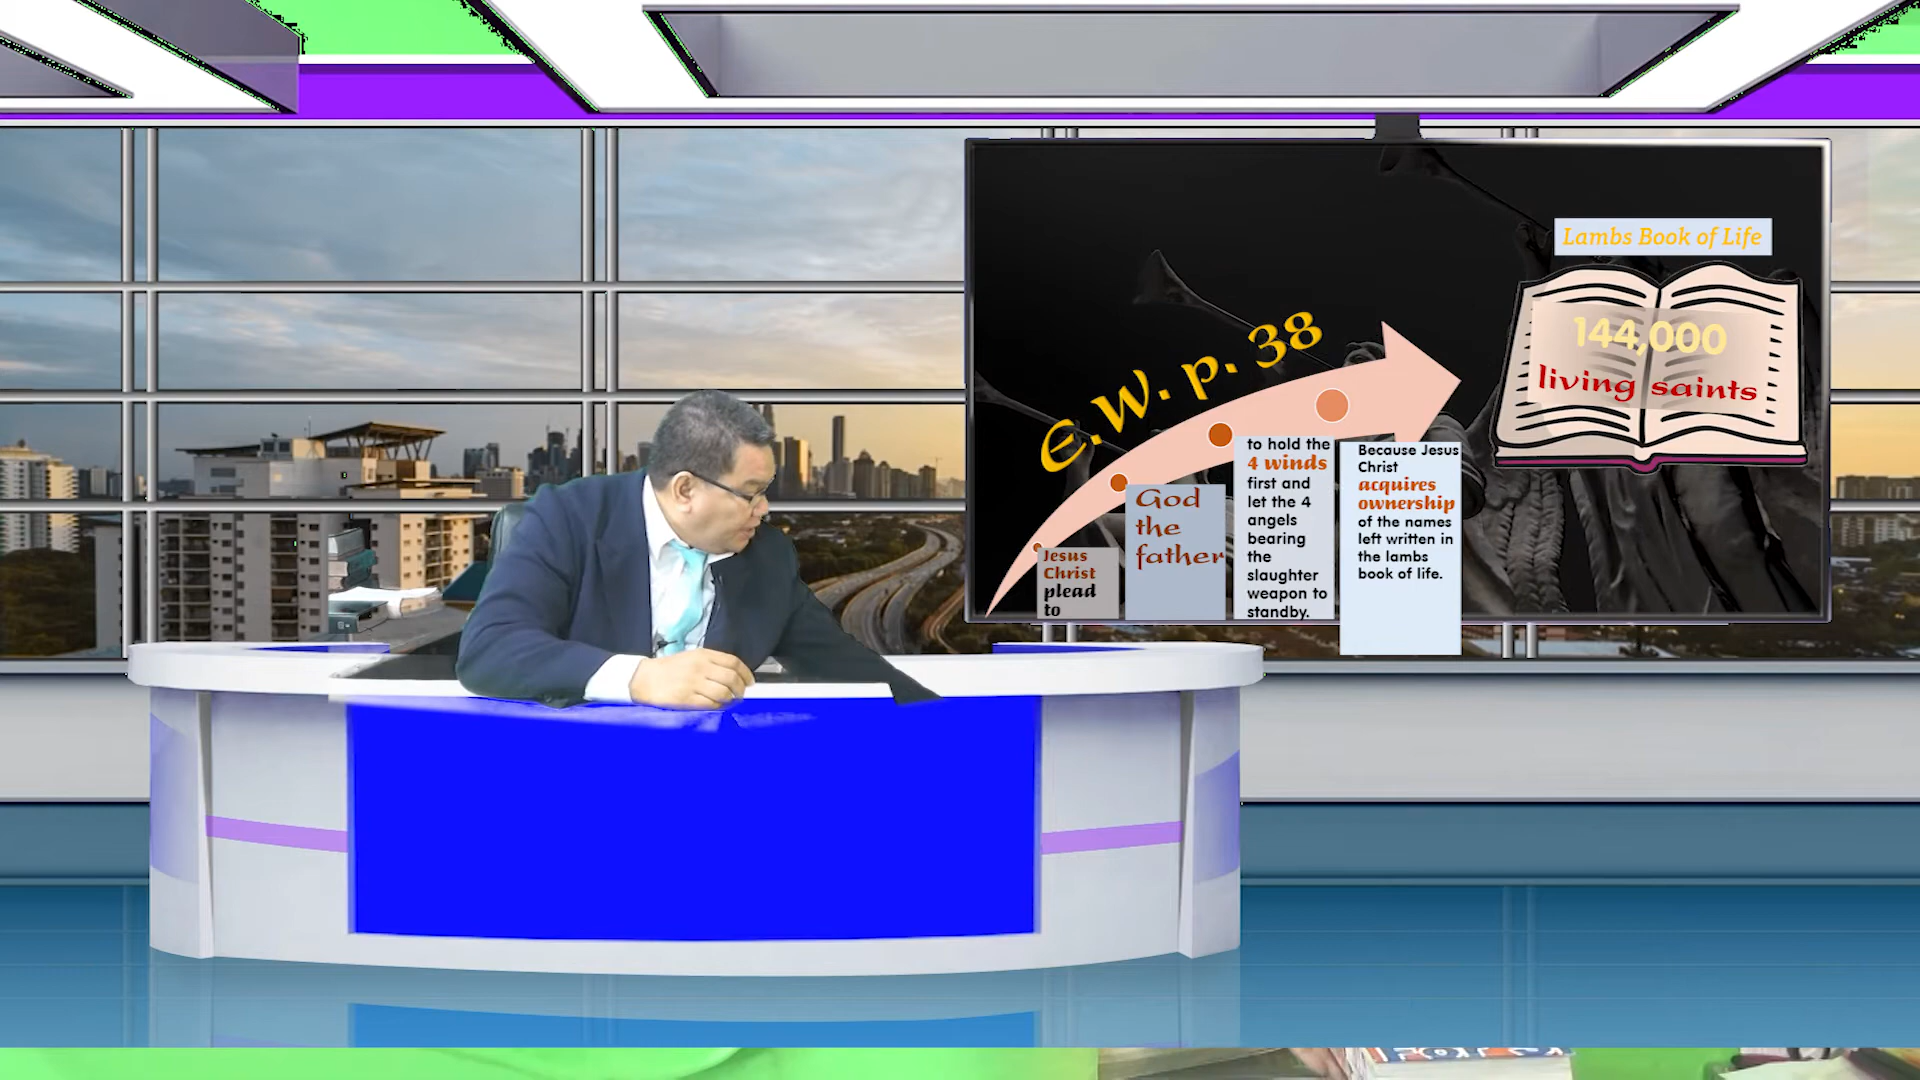 Lambs Book of Life
144,000
living saints
E.W. p. 38
Jesus
Christ
plead
to
God
the
father
to hold the
4 winds
first and
let the 4
angels
bearing
the
slaughter
weapon to
standby.
Because Jesus
Christ
acquires
ownership
of the names
left written in
the lambs
book of life.